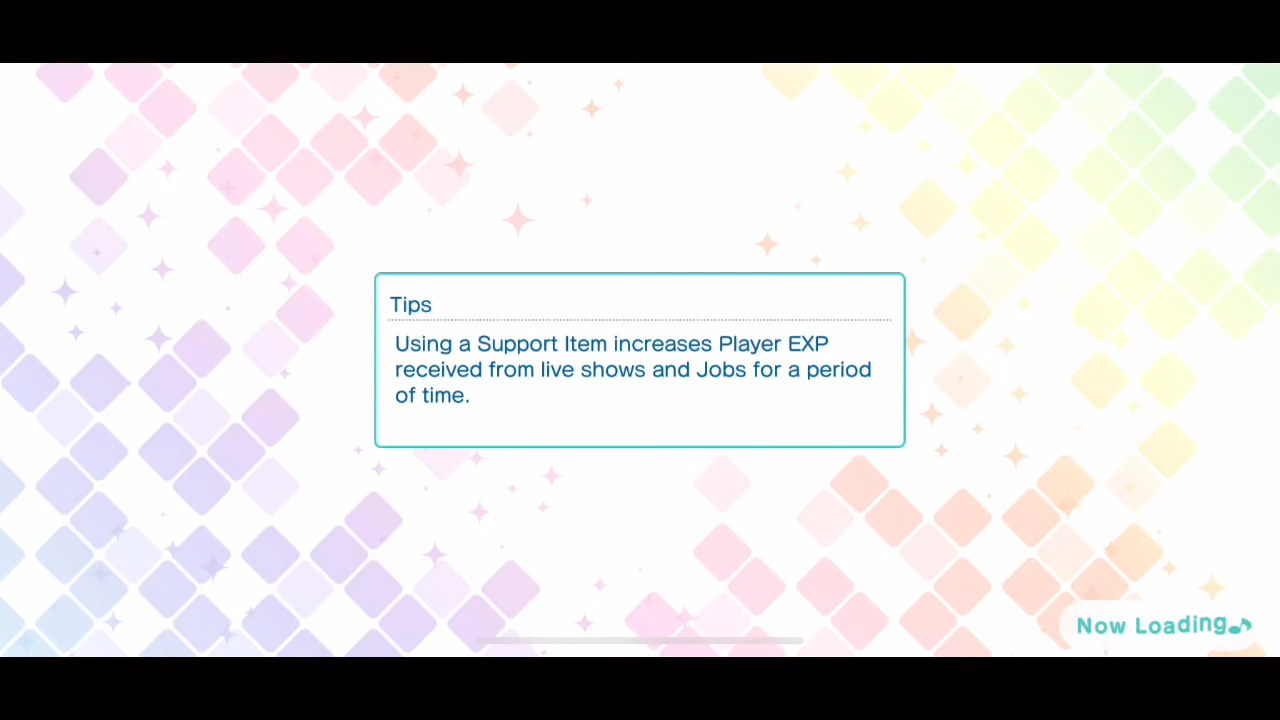 Tips
Using a Support Item increases Player EXP
received from live shows and Jobs for a period
of time.
Now Loading♪